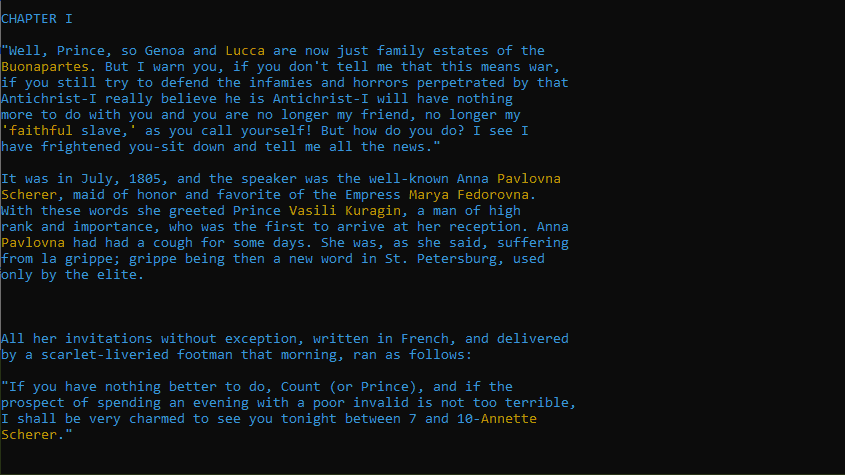 CHAPTER I
"Well, Prince, so Genoa and Lucca are now just family estates of the
Buonapartes. But I warn you, if you don't tell me that this means war,
if you still try to defend the infamies and horrors perpetrated by that
Antichrist-I really believe he is Antichrist-I will have nothing
more to do with you and you are no longer my friend, no longer my
'faithful slave,' as you call yourself! But how do you do? I see I
have frightened you-sit down and tell me all the news."
It was in July, 1805, and the speaker was the well-known Anna Pavlovna
Scherer, maid of honor and favorite of the Empress Marya Fedorovna.
With these words she greeted Prince Vasili Kuragin, a man of high
rank and importance, who was the first to arrive at her reception. Anna
Pavlovna had had a cough for some days. She was, as she said, suffering
from la grippe; grippe being then a new word in St. Petersburg, used
only by the elite.
All her invitations without exception, written in French, and delivered
by a scarlet-liveried footman that morning, ran as follows:
"If you have nothing better to do, Count (or Prince), and if the
prospect of spending an evening with a poor invalid is not too terrible,
I shall be very charmed to see you tonight between 7 and 10-Annette
Scherer."